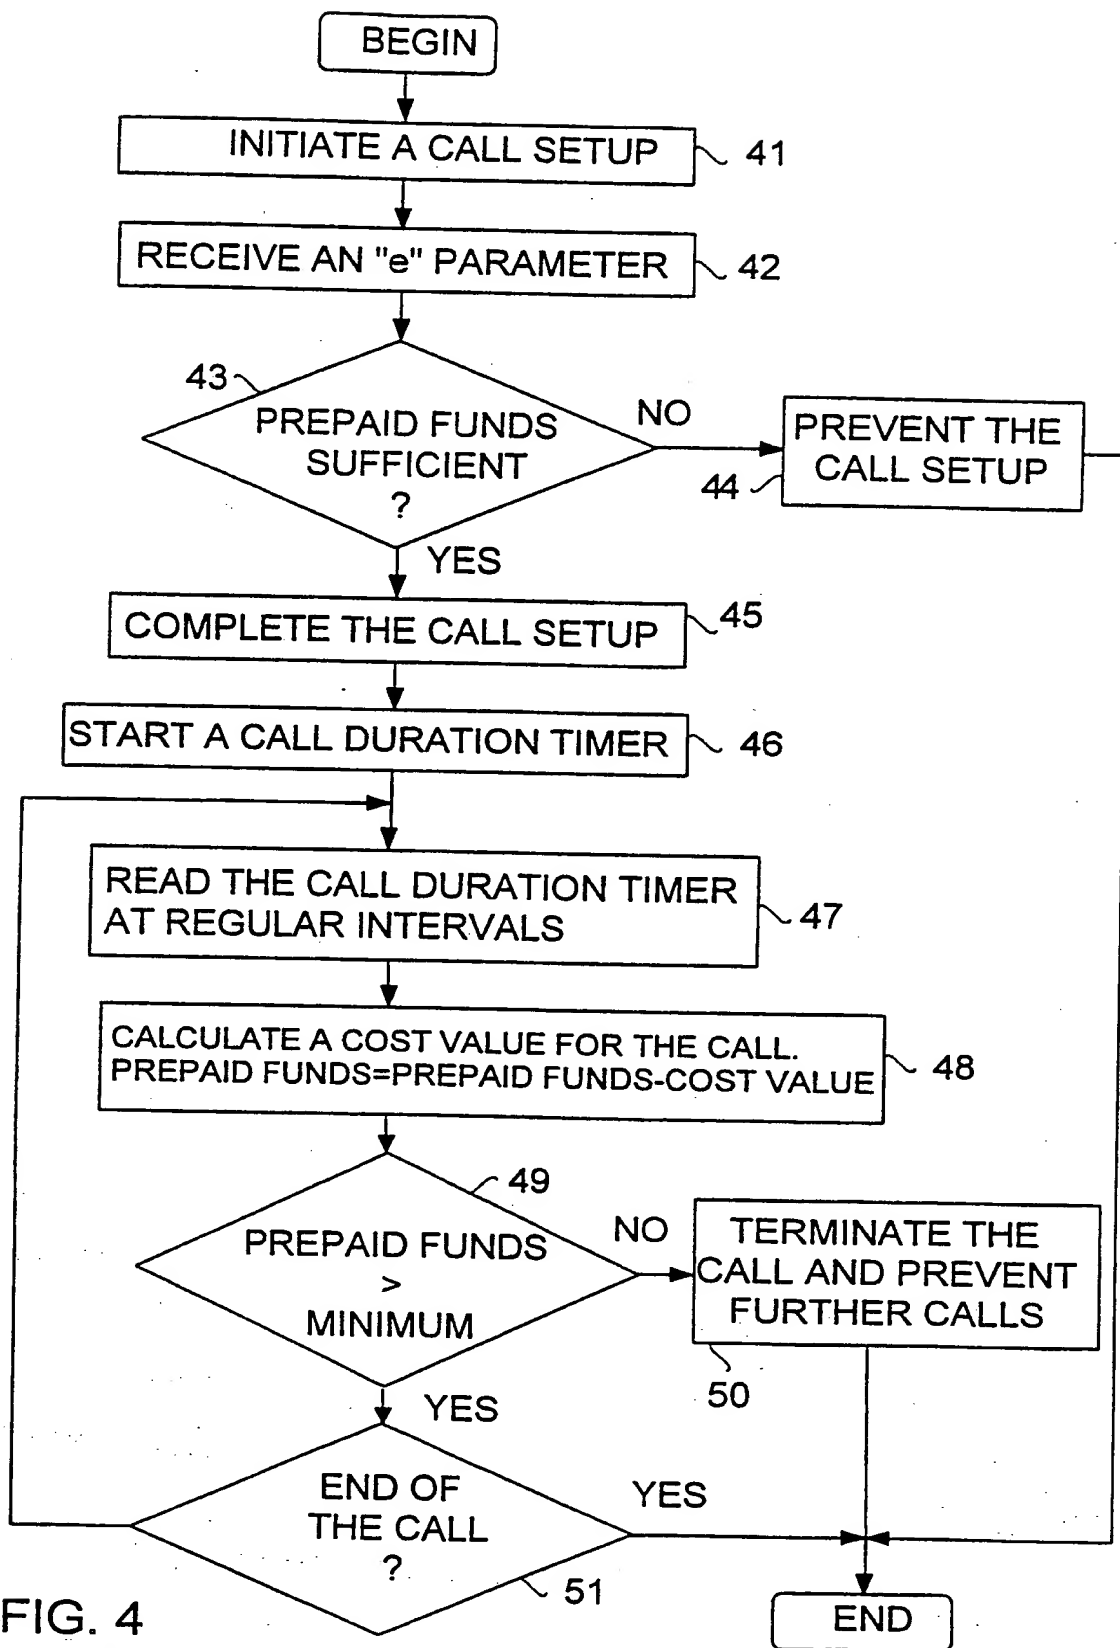 BEGIN
INITIATE A CALL SETUP
41
RECEIVE AN "e" PARAMETER
42
43
PREPAID FUNDS
SUFFICIENT
?
NO
PREVENT THE
CALL SETUP
44
YES
COMPLETE THE CALL SETUP
45
START A CALL DURATION TIMER
46
READ THE CALL DURATION TIMER
AT REGULAR INTERVALS
47
CALCULATE A COST VALUE FOR THE CALL.
PREPAID FUNDS=PREPAID FUNDS-COST VALUE
48
49
PREPAID FUNDS
>
MINIMUM
NO
TERMINATE THE
CALL AND PREVENT
FURTHER CALLS
50
YES
END OF
THE CALL
?
YES
51
END
FIG. 4